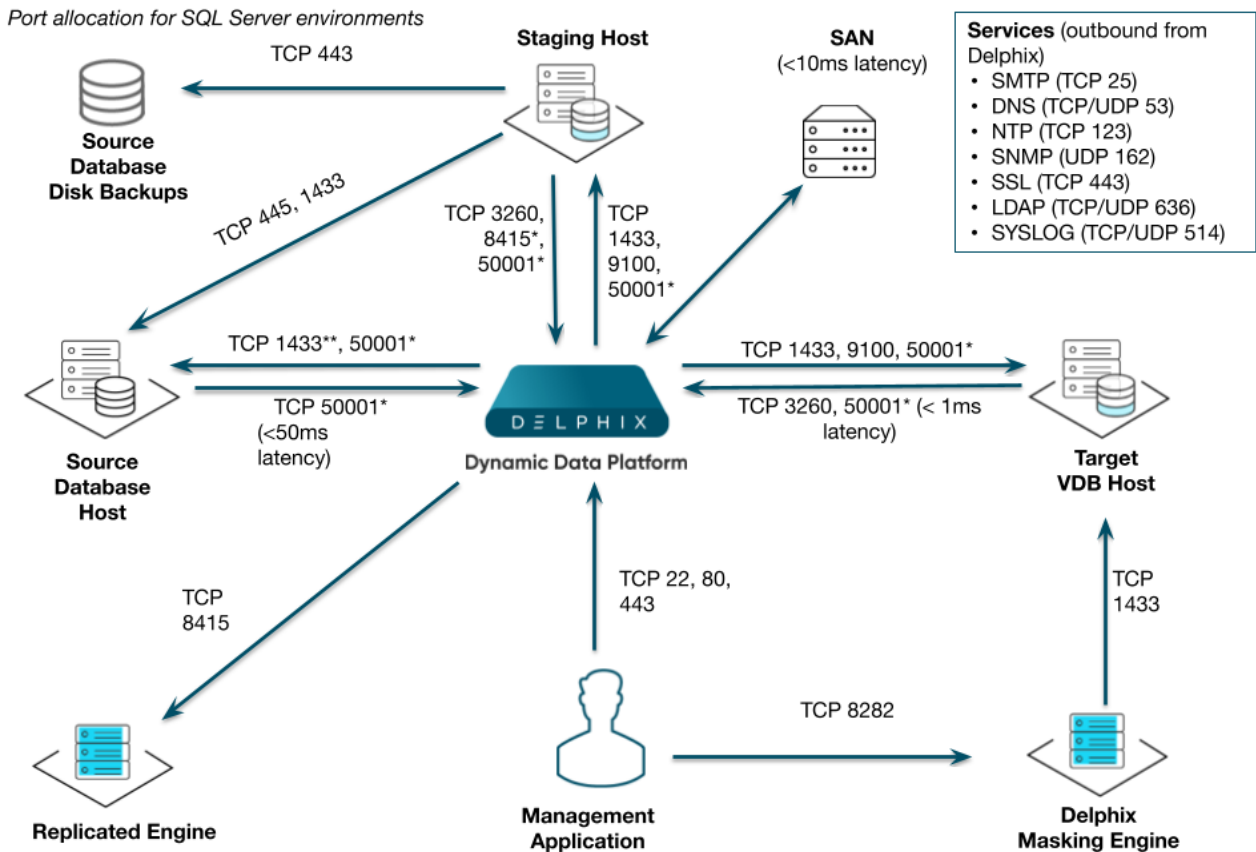 Port allocation for SQL Server environments
TCP 443
Staging Host
SAN
(<10ms latency)
Services (outbound from
Delphix)
• SMTP (TCP 25)
• DNS (TCP/UDP 53)
• NTP (TCP 123)
• SNMP (UDP 162)
• SSL (TCP 443)
• LDAP (TCP/UDP 636)
• SYSLOG (TCP/UDP 514)
Source
Database
Disk Backups
TCP 445, 1433
TCP 3260,
8415*,
50001*
TCP
1433,
9100,
50001*
TCP 1433**, 50001*
TCP 50001*
(<50ms
latency)
TCP 1433, 9100, 50001*
TCP 3260, 50001* (< 1ms
latency)
DELPHIX
Dynamic Data Platform
Source
Database
Host
Target
VDB Host
TCP
8415
TCP 22, 80,
443
TCP
1433
TCP 8282
Replicated Engine
Management
Application
Delphix
Masking Engine